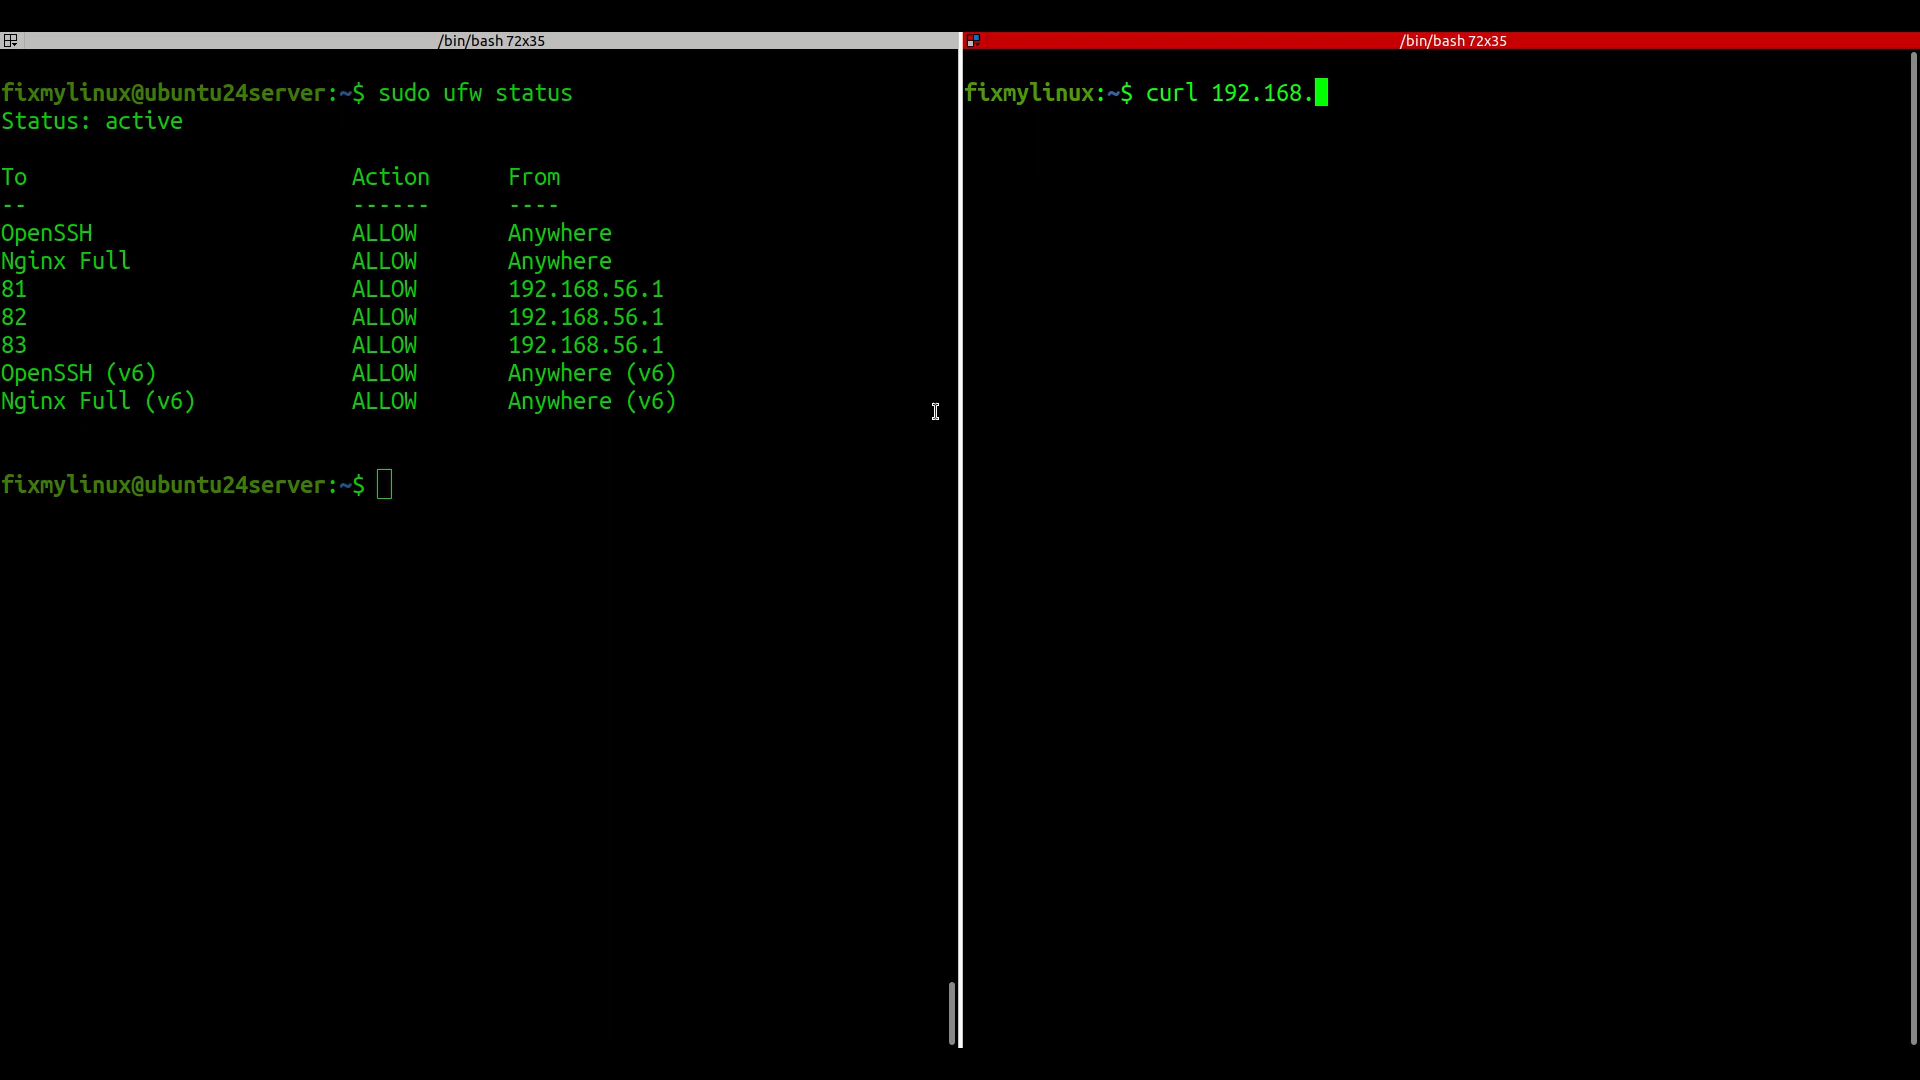 /bin/bash 72x35
fixmylinux@ubuntu24server:~$ sudo ufw status
Status: active
To                         Action      From
--                         ------      ----
OpenSSH                    ALLOW       Anywhere
Nginx Full                 ALLOW       Anywhere
81                         ALLOW       192.168.56.1
82                         ALLOW       192.168.56.1
83                         ALLOW       192.168.56.1
OpenSSH (v6)               ALLOW       Anywhere (v6)
Nginx Full (v6)            ALLOW       Anywhere (v6)
fixmylinux@ubuntu24server:~$
/bin/bash 72x35
fixmylinux:~$ curl 192.168.